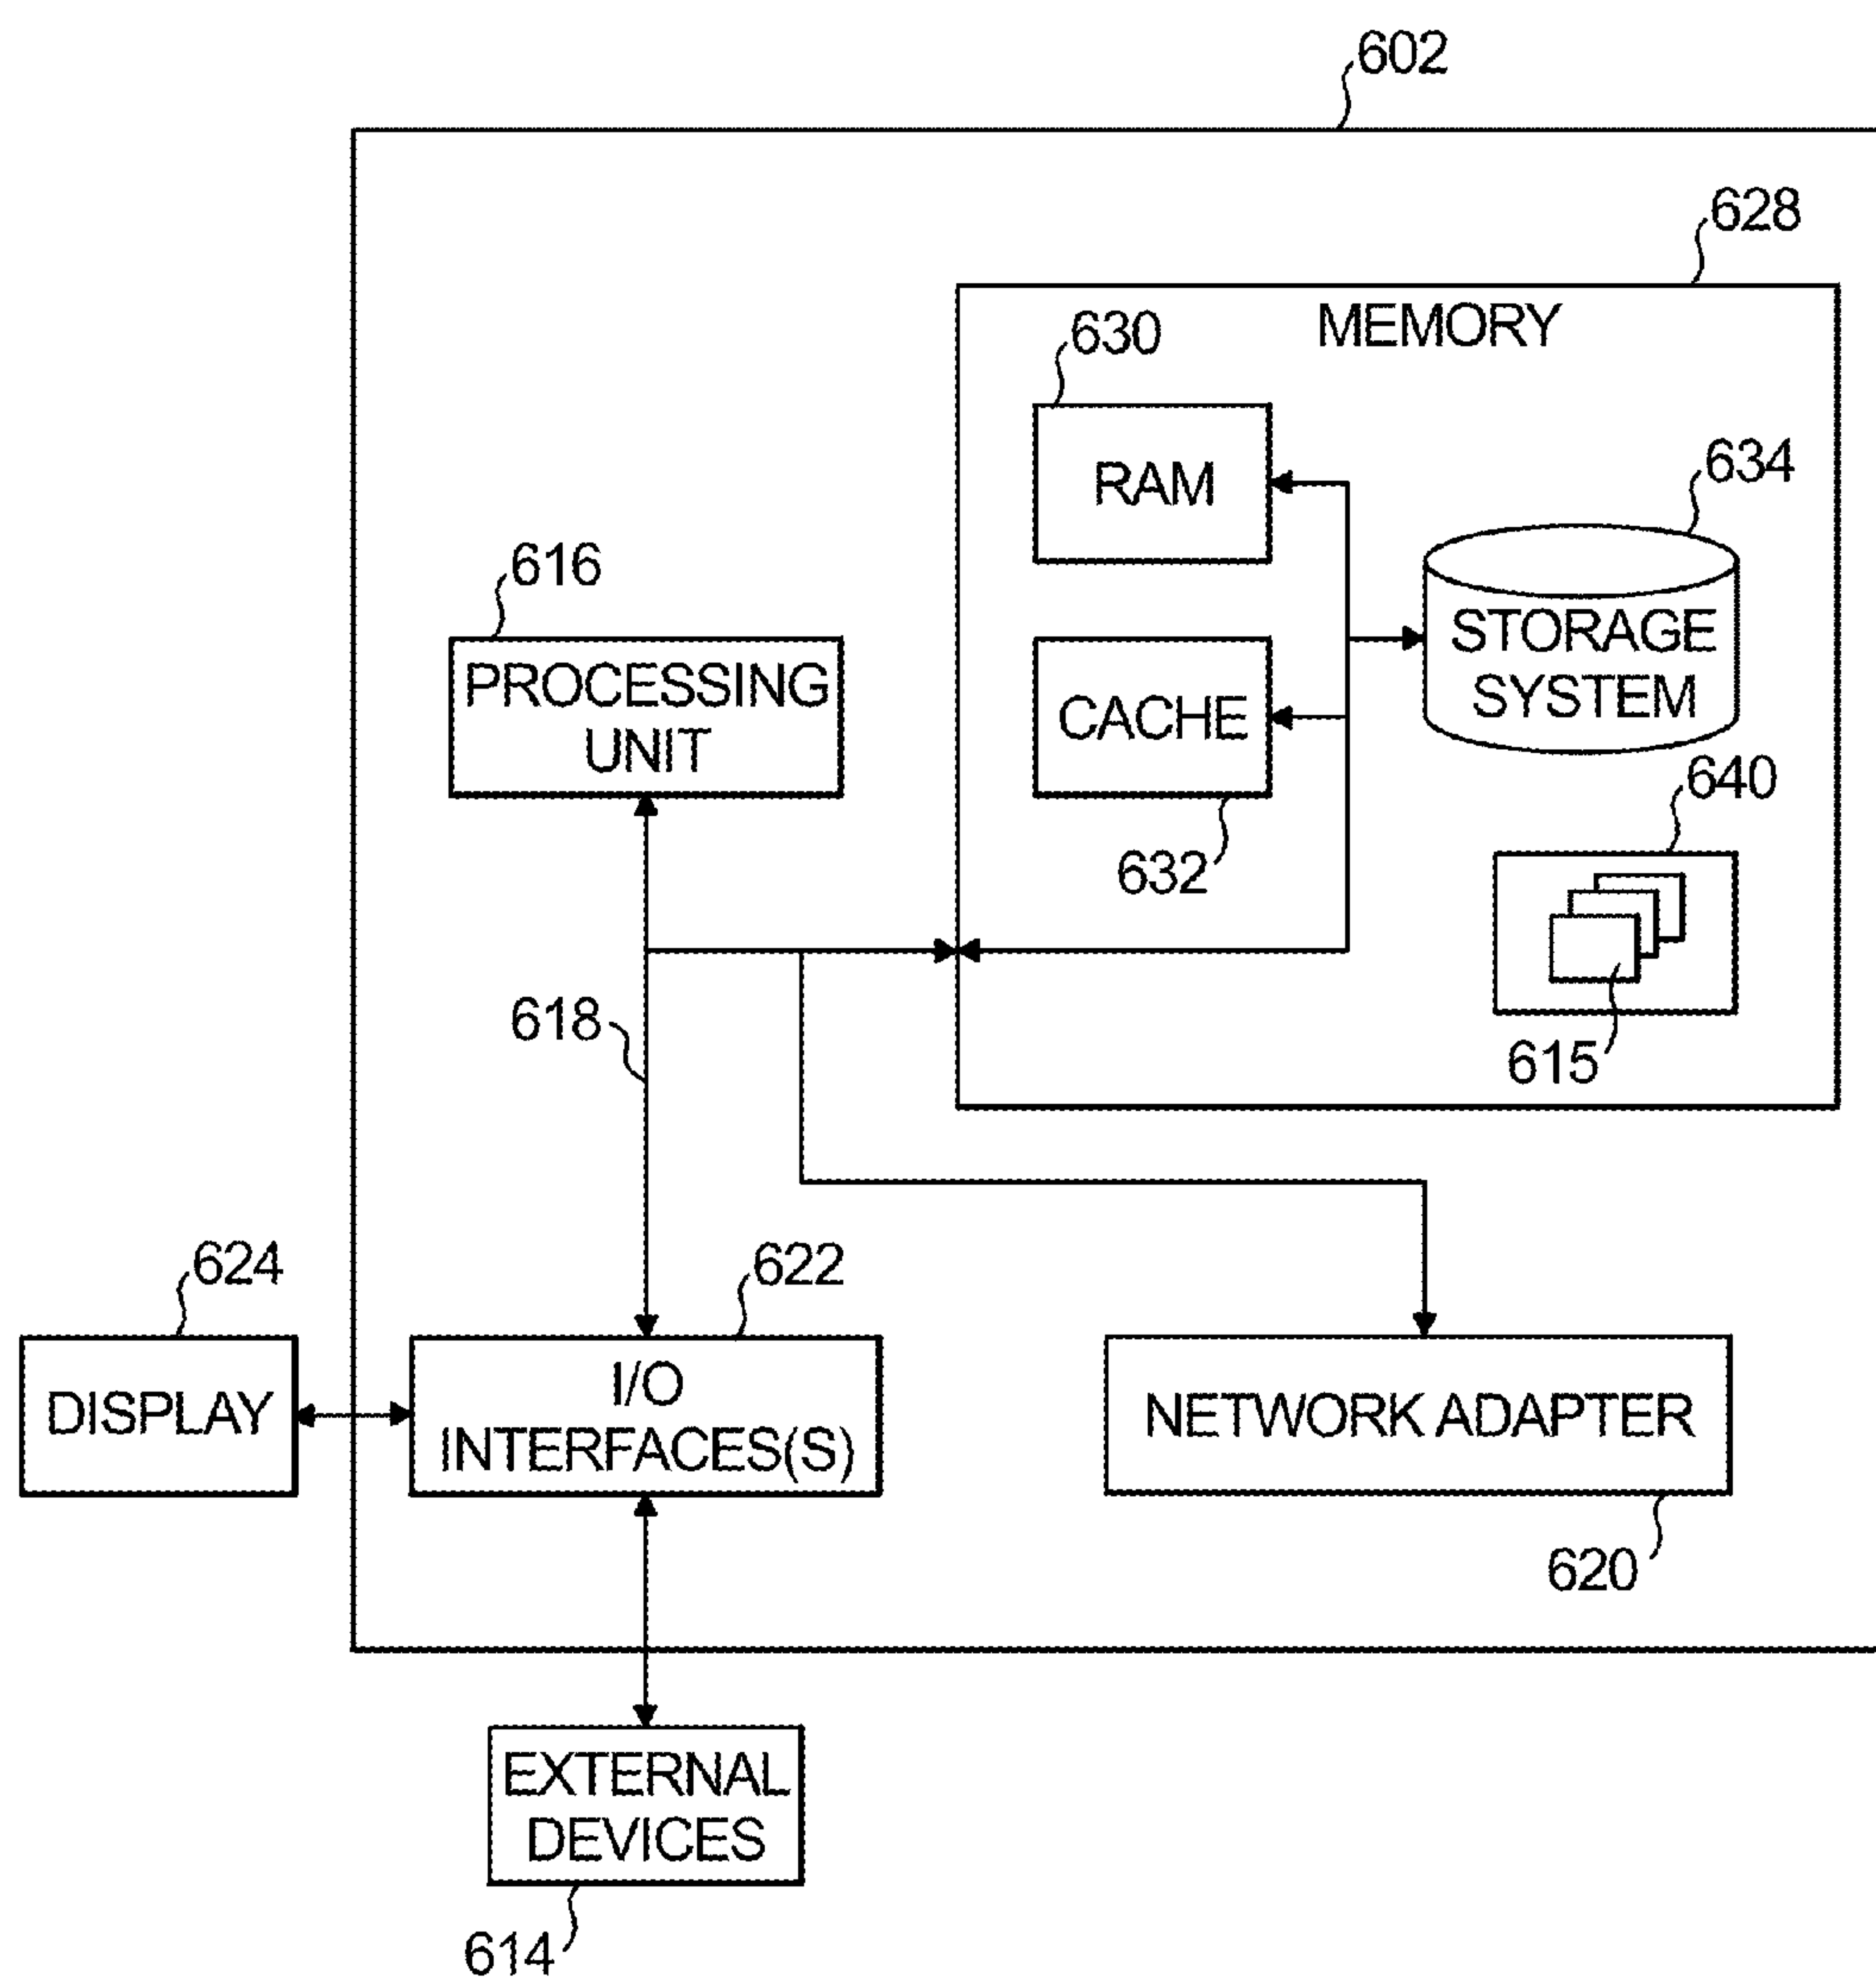 602
628
MEMORY
630
RAM
634
STORAGE
SYSTEM
616
PROCESSING
UNIT
CACHE
632
640
615
618
624
DISPLAY
622
I/O
INTERFACES(S)
NETWORK ADAPTER
620
EXTERNAL
DEVICES
614